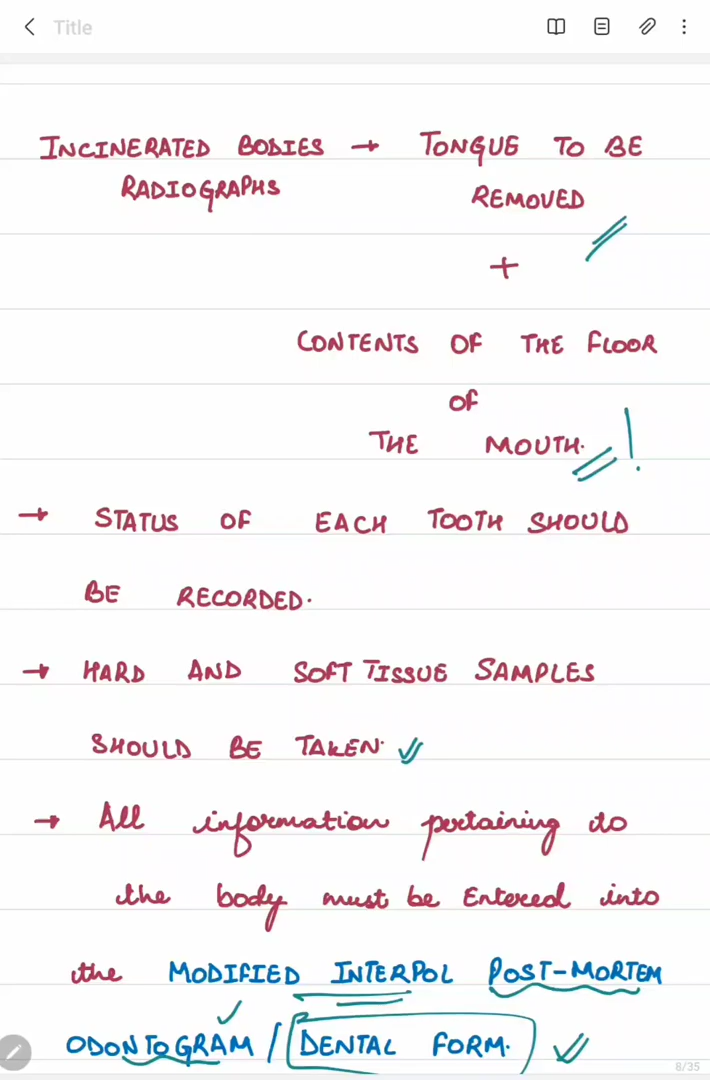 Title
INCINERATED BODIES → TONGUE TO BE
RADIOGRAPHS REMOVED
+
CONTENTS OF THE FLOOR
OF
THE MOUTH. !
→ STATUS OF EACH TOOTH SHOULD
BE RECORDED.
→ HARD AND SOFT TISSUE SAMPLES
SHOULD BE TAKEN.
→ All information pertaining to
the body must be Entered into
the MODIFIED INTERPOL POST-MORTEM
ODONTOGRAM / DENTAL FORM.
8/35